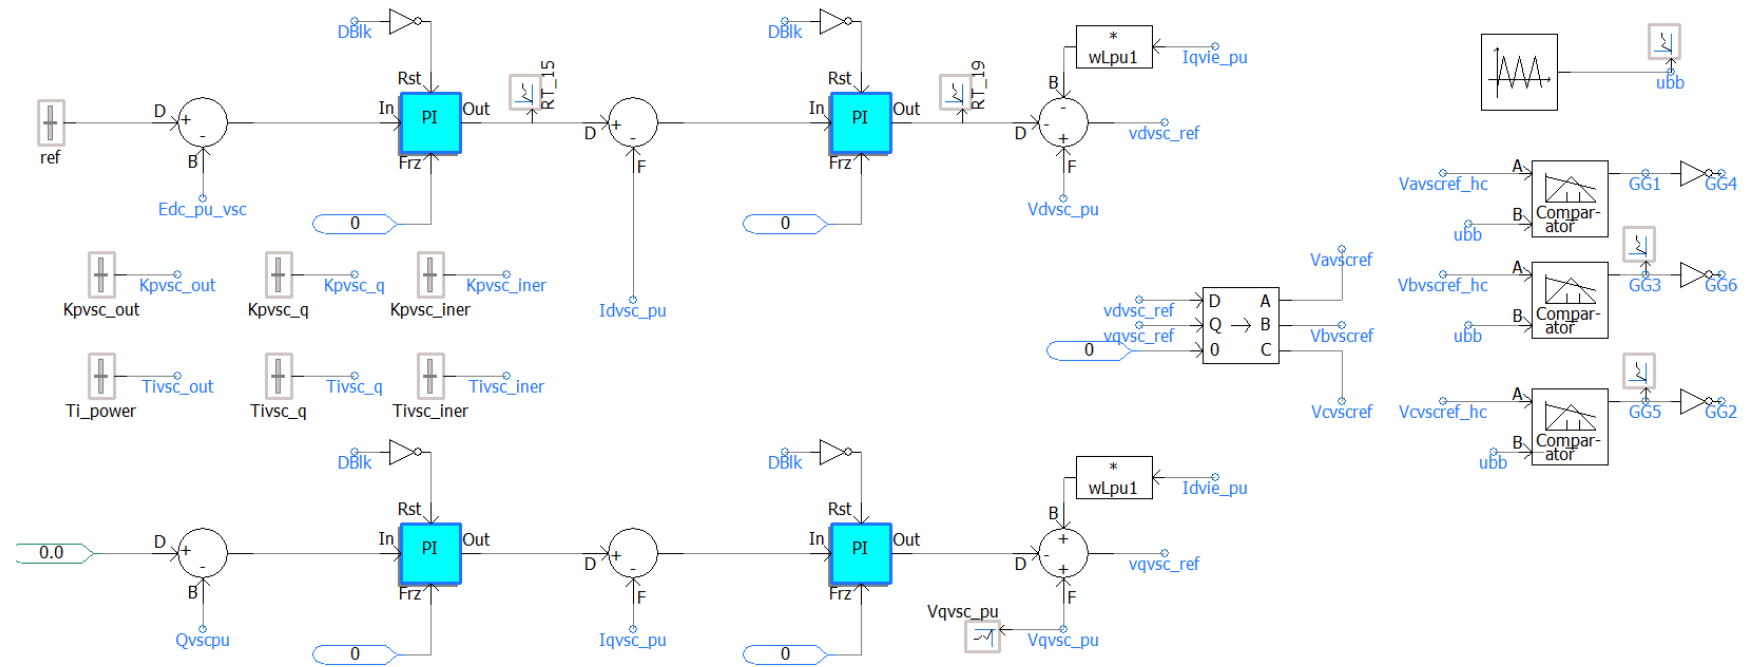 DBlk
DBlk
*
wLpu1
Iqvie_pu
ubb
Rst
RT_15
Rst
RT_19
B
ref
D
+
-
B
In
PI
Out
Frz
D
+
-
F
In
PI
Out
Frz
D
-
-
+
F
vdvsc_ref
Edc_pu_vsc
0
0
Vdvsc_pu
Vavscref_hc
A
B
Compar-
ator
GG1
GG4
ubb
Kpvsc_out
Kpvsc_out
Kpvsc_q
Kpvsc_q
Kpvsc_iner
Kpvsc_iner
Idvsc_pu
Vavscref
Vbvscref_hc
A
B
Compar-
ator
GG3
GG6
ubb
vdvsc_ref
D
A
vqvsc_ref
Q
B
Vbvscref
0
0
C
Vcvscref
Tivsc_out
Ti_power
Tivsc_q
Tivsc_q
Tivsc_iner
Tivsc_iner
Vcvscref_hc
A
B
Compar-
ator
GG5
GG2
ubb
DBlk
DBlk
*
wLpu1
Idvie_pu
Rst
Rst
B
0.0
D
+
-
B
In
PI
Out
Frz
D
+
-
F
In
PI
Out
Frz
D
+
-
+
F
vqvsc_ref
Qvscpu
0
Iqvsc_pu
0
Vqvsc_pu
Vqvsc_pu